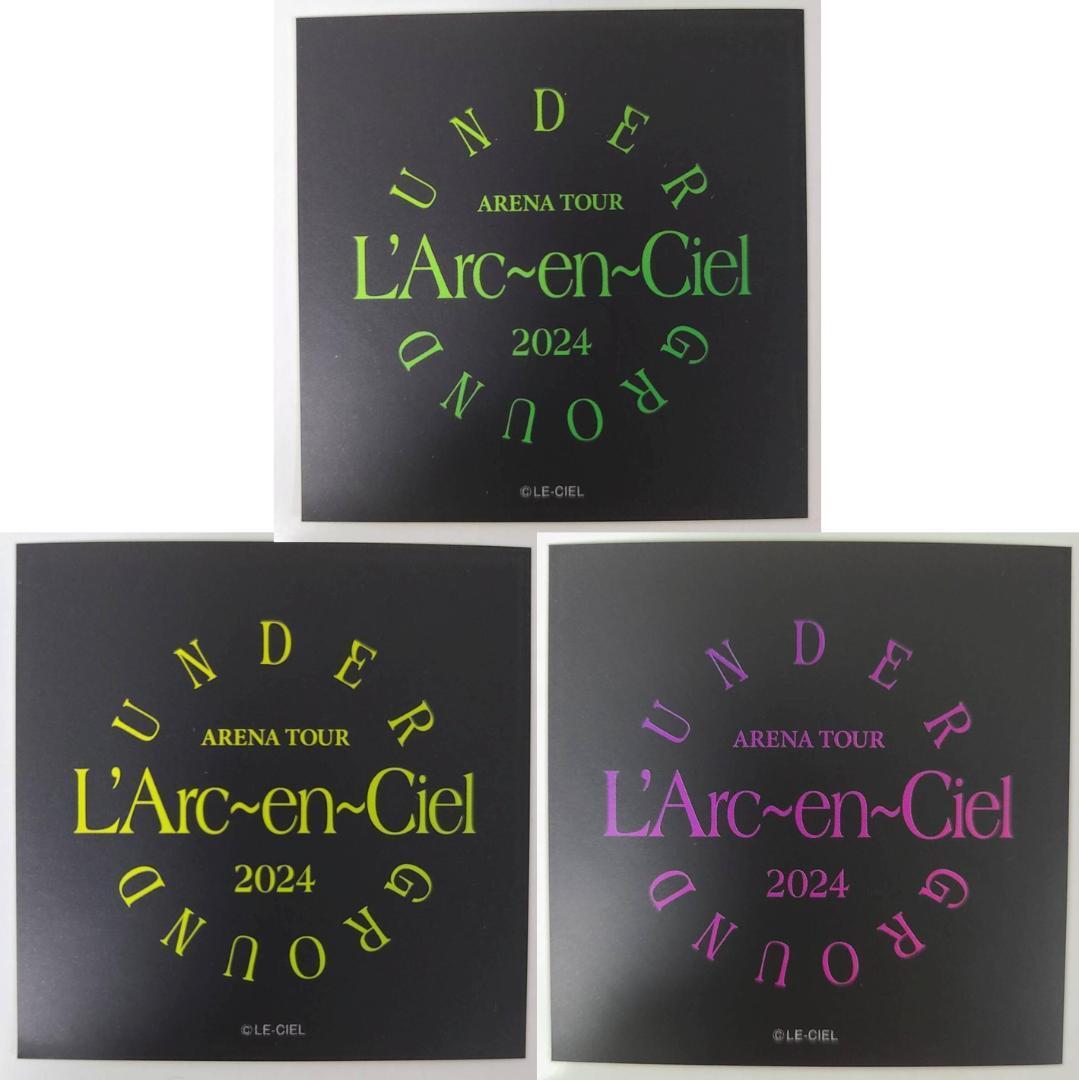 UNDERGROUND
ARENA TOUR
L'Arc~en~Ciel
2024
©LE-CIEL
UNDERGROUND
ARENA TOUR
L'Arc~en~Ciel
2024
©LE-CIEL
UNDERGROUND
ARENA TOUR
L'Arc~en~Ciel
2024
©LE-CIEL